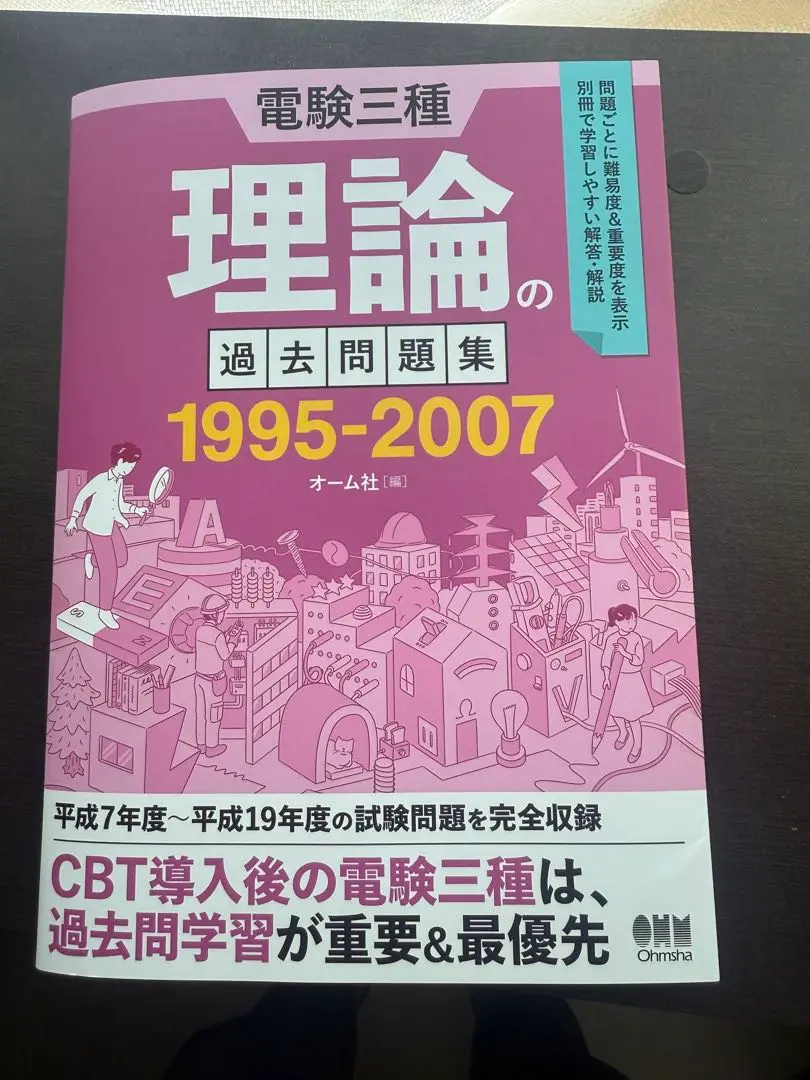 電験三種
問題ごとに難易度&重要度を表示
別冊で学習しやすい解答・解説
理論の
過去問題集
1995-2007
オーム社[編]
A
E
S
N
V
平成7年度～平成19年度の試験問題を完全収録
CBT導入後の電験三種は、
過去問学習が重要&最優先
OHM
Ohmsha